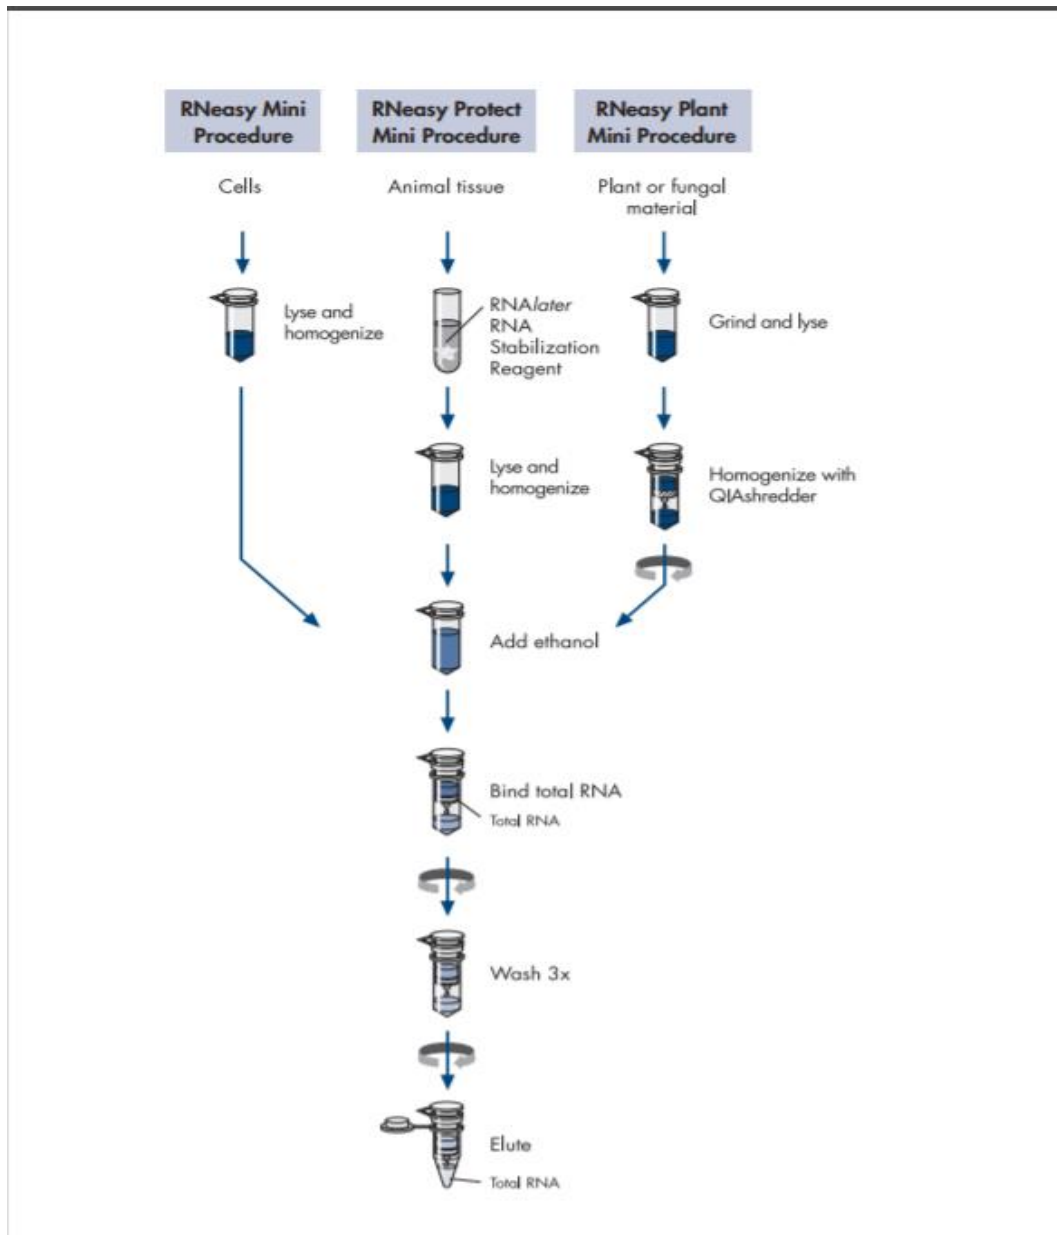 RNeasy Mini
Procedure
RNeasy Protect
Mini Procedure
RNeasy Plant
Mini Procedure
Cells
Animal tissue
Plant or fungal
material
Lyse and
homogenize
RNAlater
RNA
Stabilization
Reagent
Grind and lyse
Lyse and
homogenize
Homogenize with
QIAshredder
Add ethanol
Bind total RNA
Total RNA
Wash 3x
Elute
Total RNA